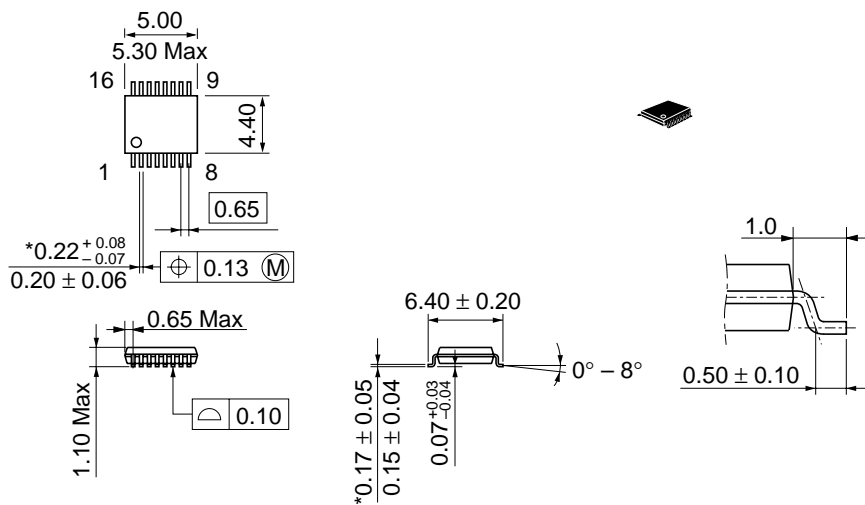 5.00
5.30 Max
16 9
4.40
1 8
0.65
*0.22 +0.08 −0.07
0.20 ± 0.06
0.13 Ⓜ
1.0
0.65 Max
6.40 ± 0.20
1.10 Max
0.10
0° – 8°
*0.17 ± 0.05
0.15 ± 0.04
0.07 +0.03 −0.04
0.50 ± 0.10